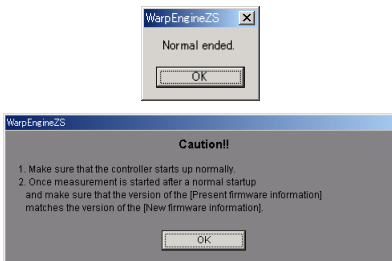 WarpEngineZS
Normal ended.
OK
WarpEngineZS
Caution!!
1. Make sure that the controller starts up normally.
2. Once measurement is started after a normal startup
and make sure that the version of the [Present firmware information]
matches the version of the [New firmware information].
OK